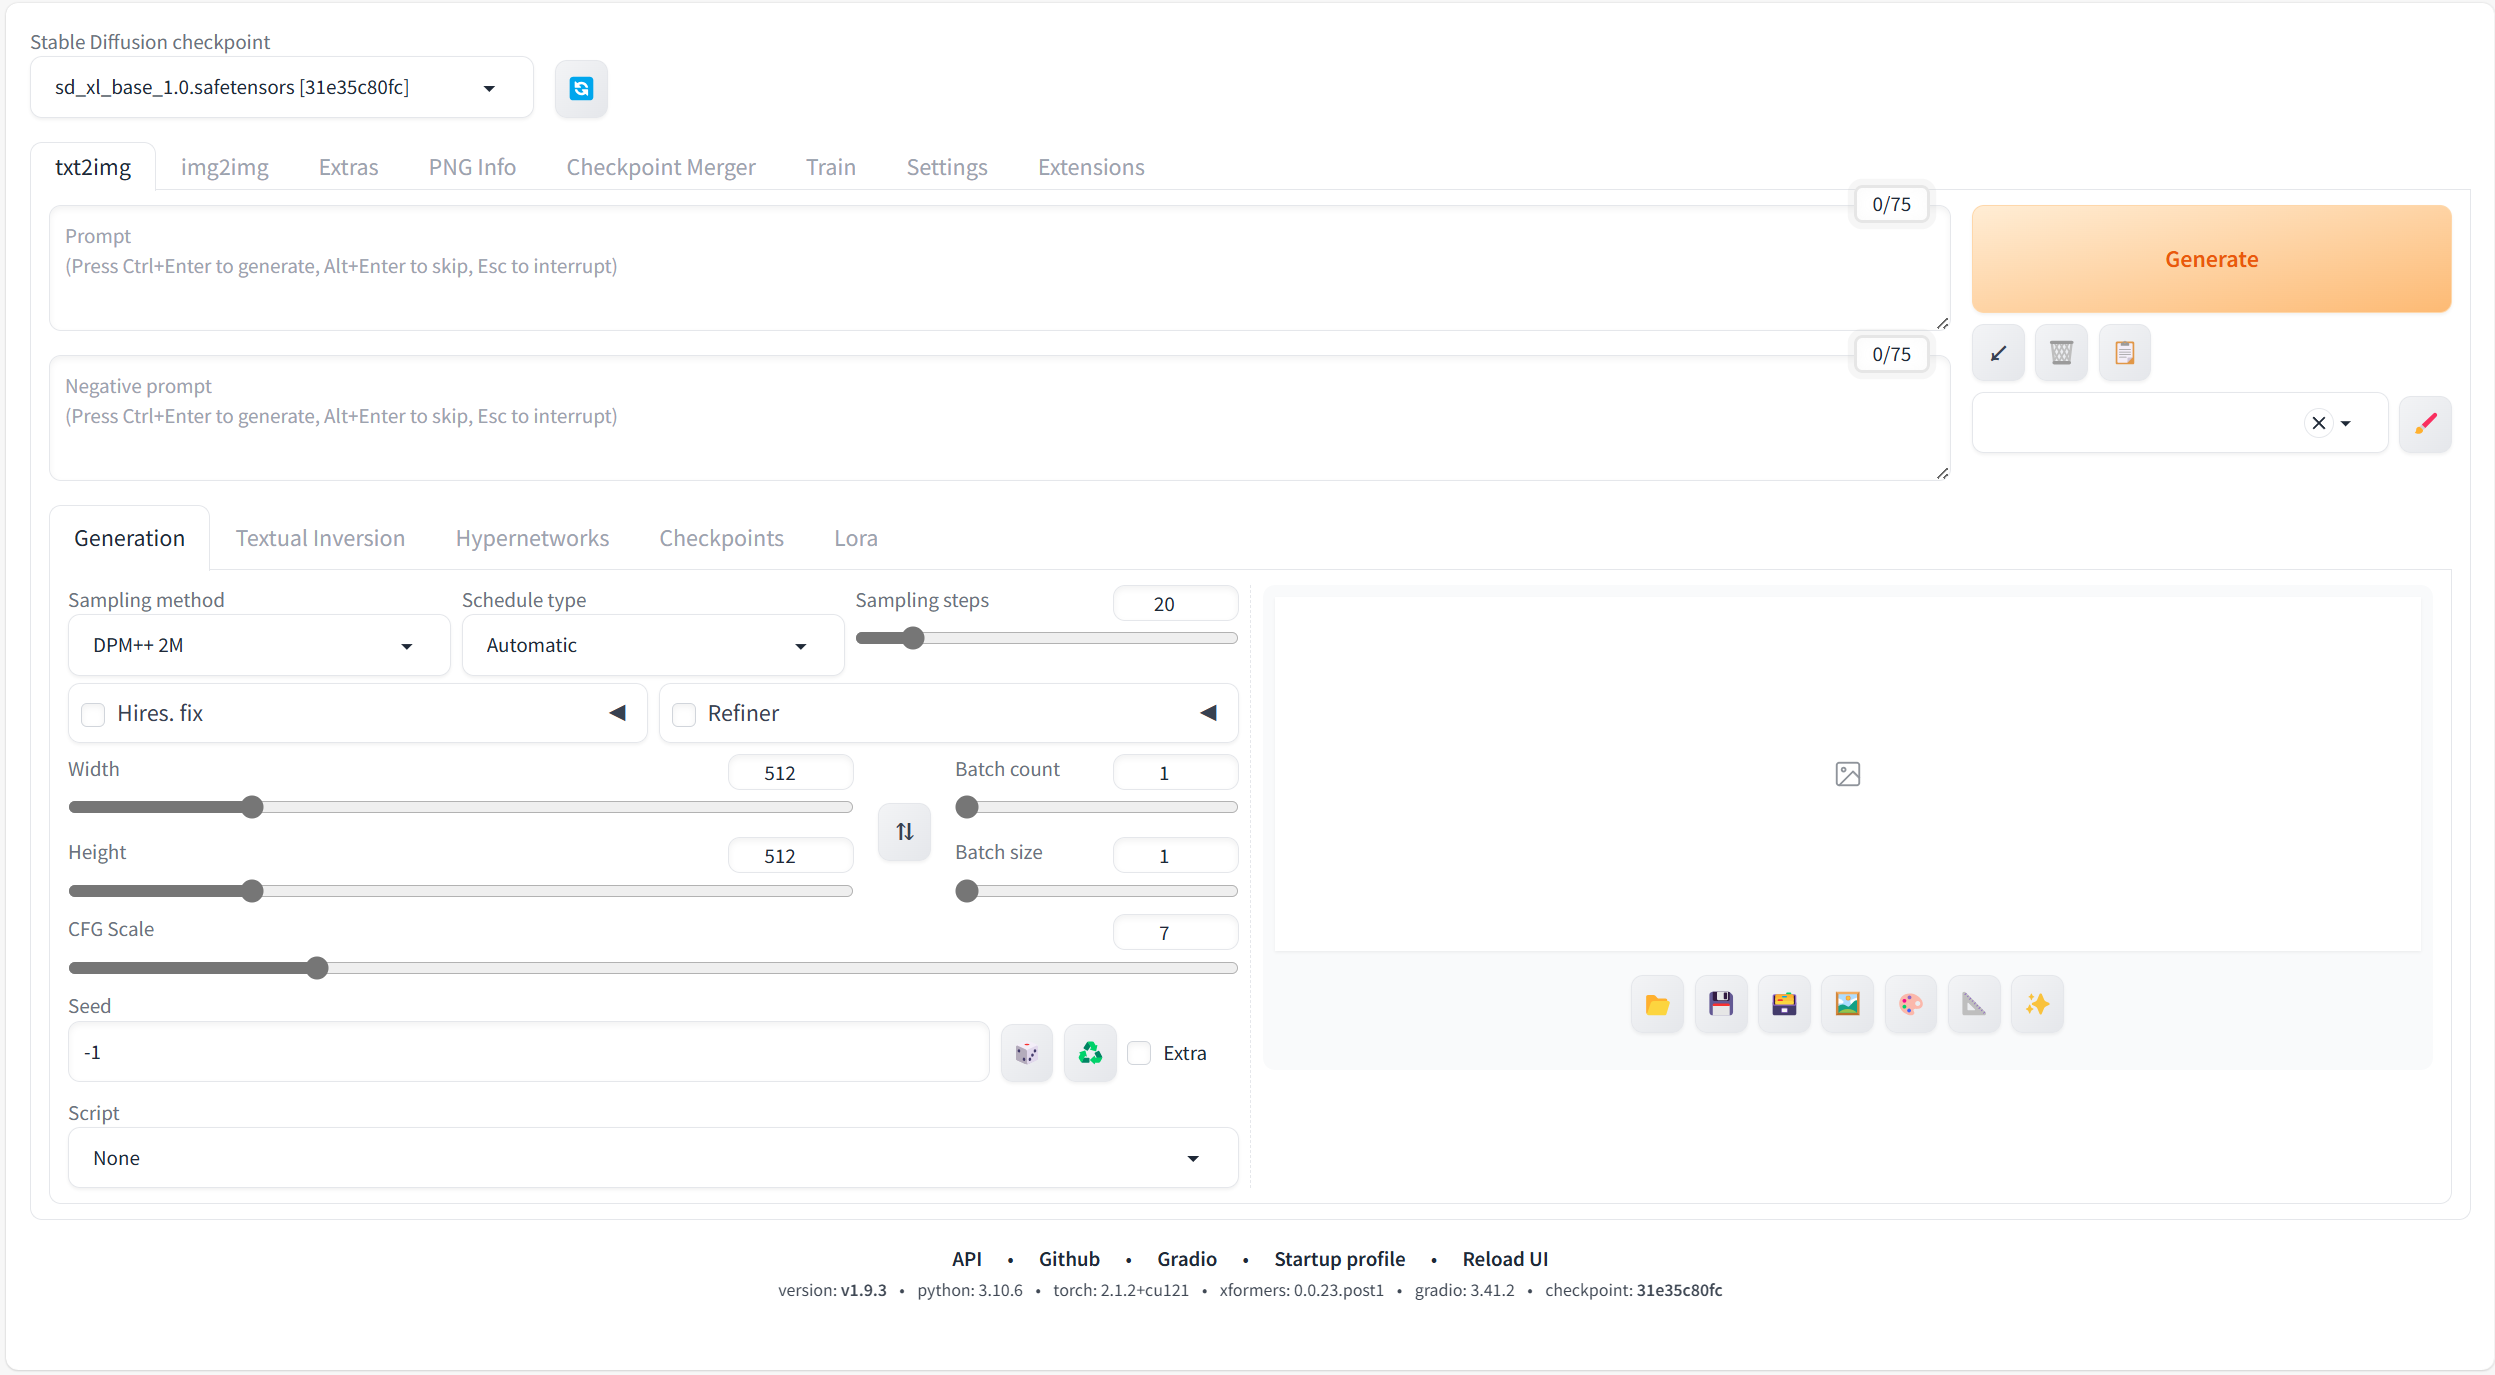 Stable Diffusion checkpoint
sd_xl_base_1.0.safetensors [31e35c80fc]
txt2img img2img Extras PNG Info Checkpoint Merger Train Settings Extensions
0/75
Prompt
(Press Ctrl+Enter to generate, Alt+Enter to skip, Esc to interrupt)
Generate
0/75
Negative prompt
(Press Ctrl+Enter to generate, Alt+Enter to skip, Esc to interrupt)
Generation Textual Inversion Hypernetworks Checkpoints Lora
Sampling method Schedule type Sampling steps 20
DPM++ 2M Automatic
Hires. fix Refiner
Width 512 Batch count 1
Height 512 Batch size 1
CFG Scale 7
Seed
-1 Extra
Script
None
API • Github • Gradio • Startup profile • Reload UI
version: v1.9.3 • python: 3.10.6 • torch: 2.1.2+cu121 • xformers: 0.0.23.post1 • gradio: 3.41.2 • checkpoint: 31e35c80fc